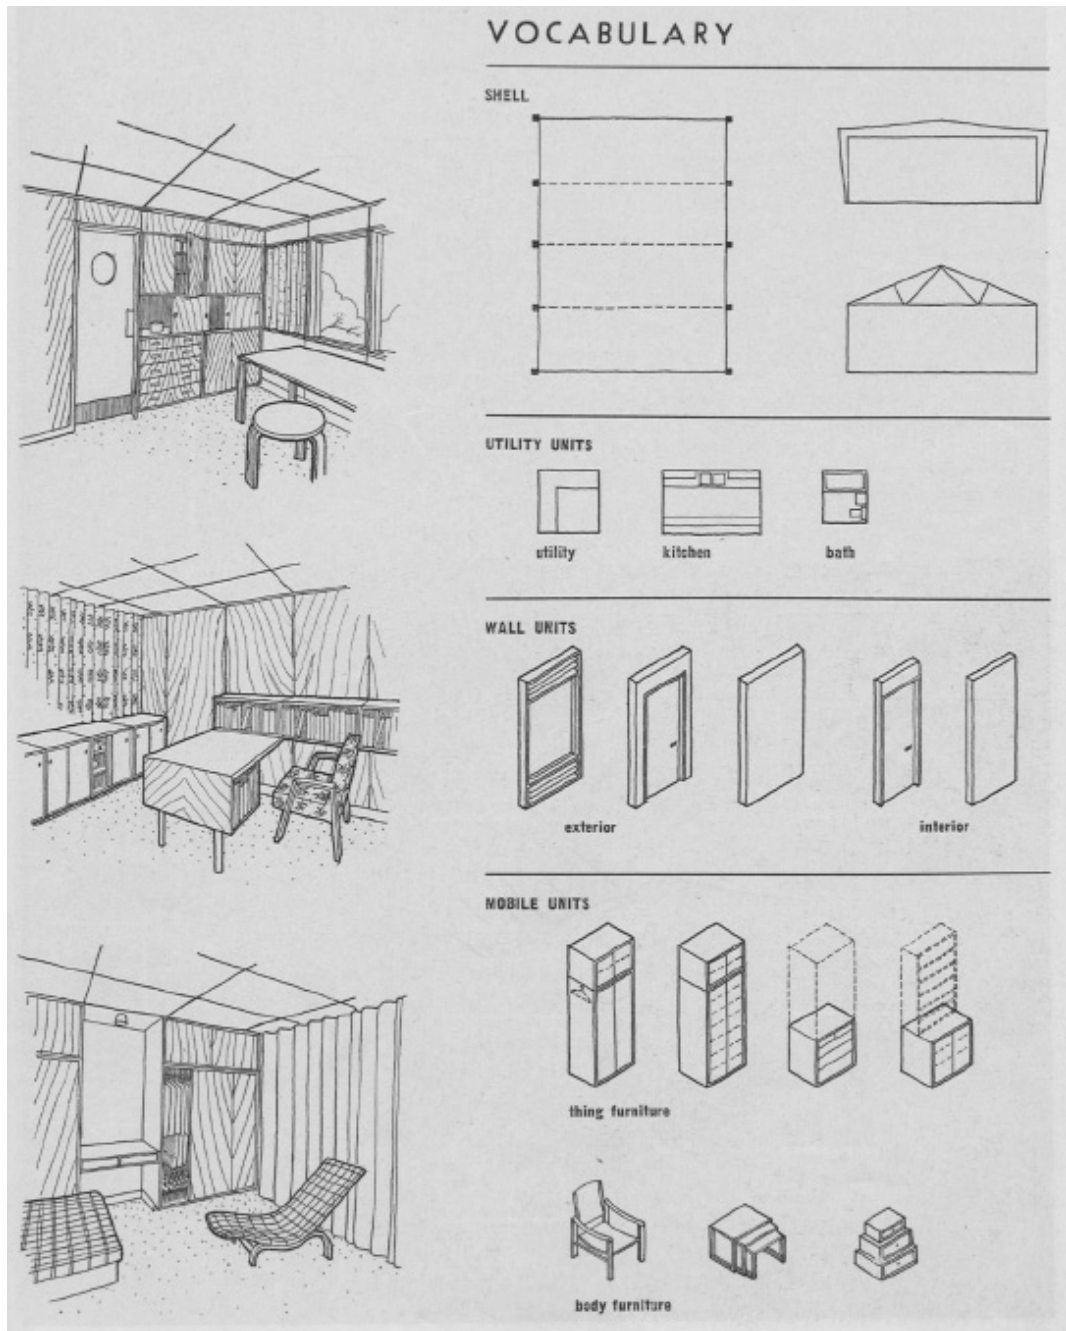 VOCABULARY
SHELL
UTILITY UNITS
utility kitchen bath
WALL UNITS
exterior interior
MOBILE UNITS
thing furniture
body furniture